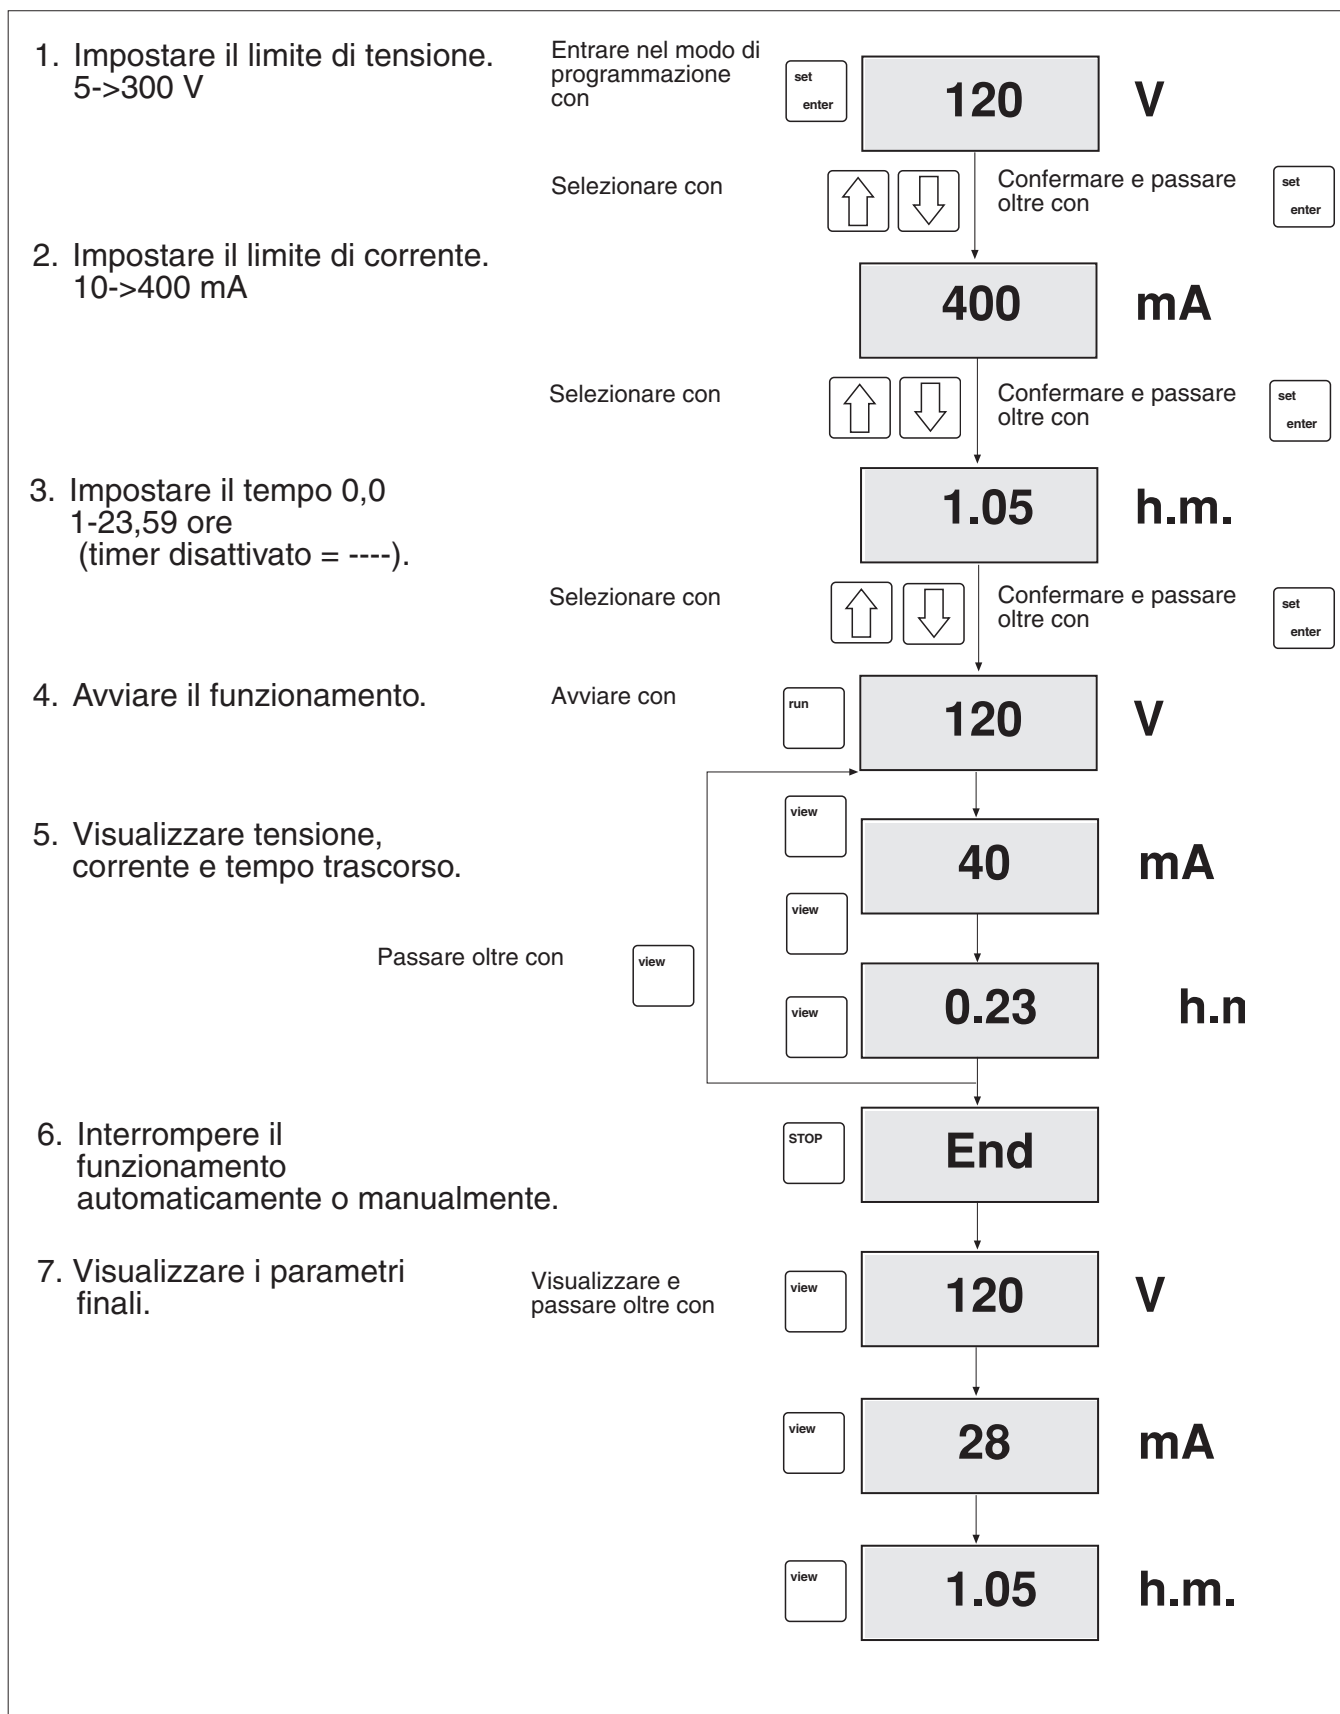 1. Impostare il limite di tensione.
5->300 V
Entrare nel modo di
programmazione
con
set
enter
120
V
Selezionare con
Confermare e passare
oltre con
set
enter
2. Impostare il limite di corrente.
10->400 mA
400
mA
Selezionare con
Confermare e passare
oltre con
set
enter
3. Impostare il tempo 0,0
1-23,59 ore
(timer disattivato = ----).
1.05
h.m.
Selezionare con
Confermare e passare
oltre con
set
enter
4. Avviare il funzionamento.
Avviare con
run
120
V
5. Visualizzare tensione,
corrente e tempo trascorso.
view
40
mA
view
Passare oltre con
view
view
0.23
h.n
6. Interrompere il
funzionamento
automaticamente o manualmente.
STOP
End
7. Visualizzare i parametri
finali.
Visualizzare e
passare oltre con
view
120
V
view
28
mA
view
1.05
h.m.